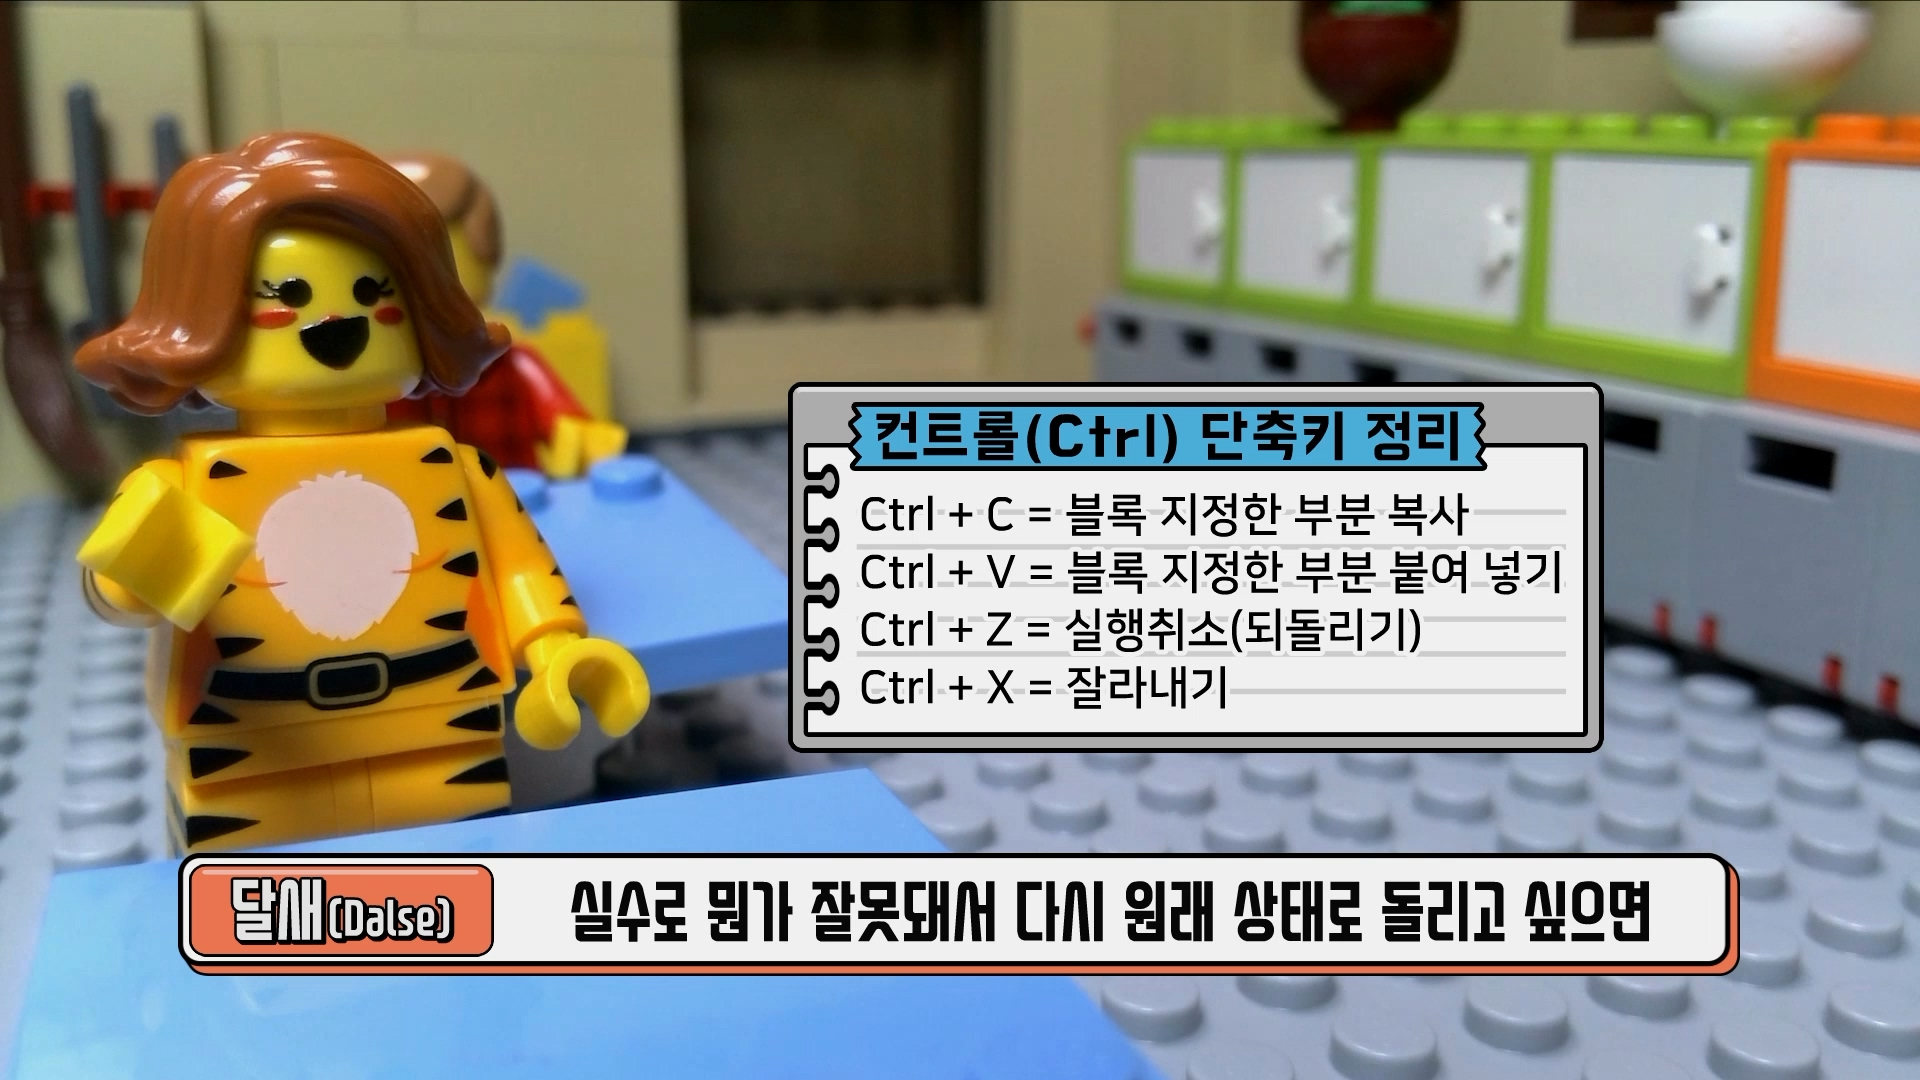 컨트롤(Ctrl) 단축키 정리
Ctrl + C = 블록 지정한 부분 복사
Ctrl + V = 블록 지정한 부분 붙여 넣기
Ctrl + Z = 실행취소(되돌리기)
Ctrl + X = 잘라내기
달새(Dalse) 실수로 뭔가 잘못돼서 다시 원래 상태로 돌리고 싶으면